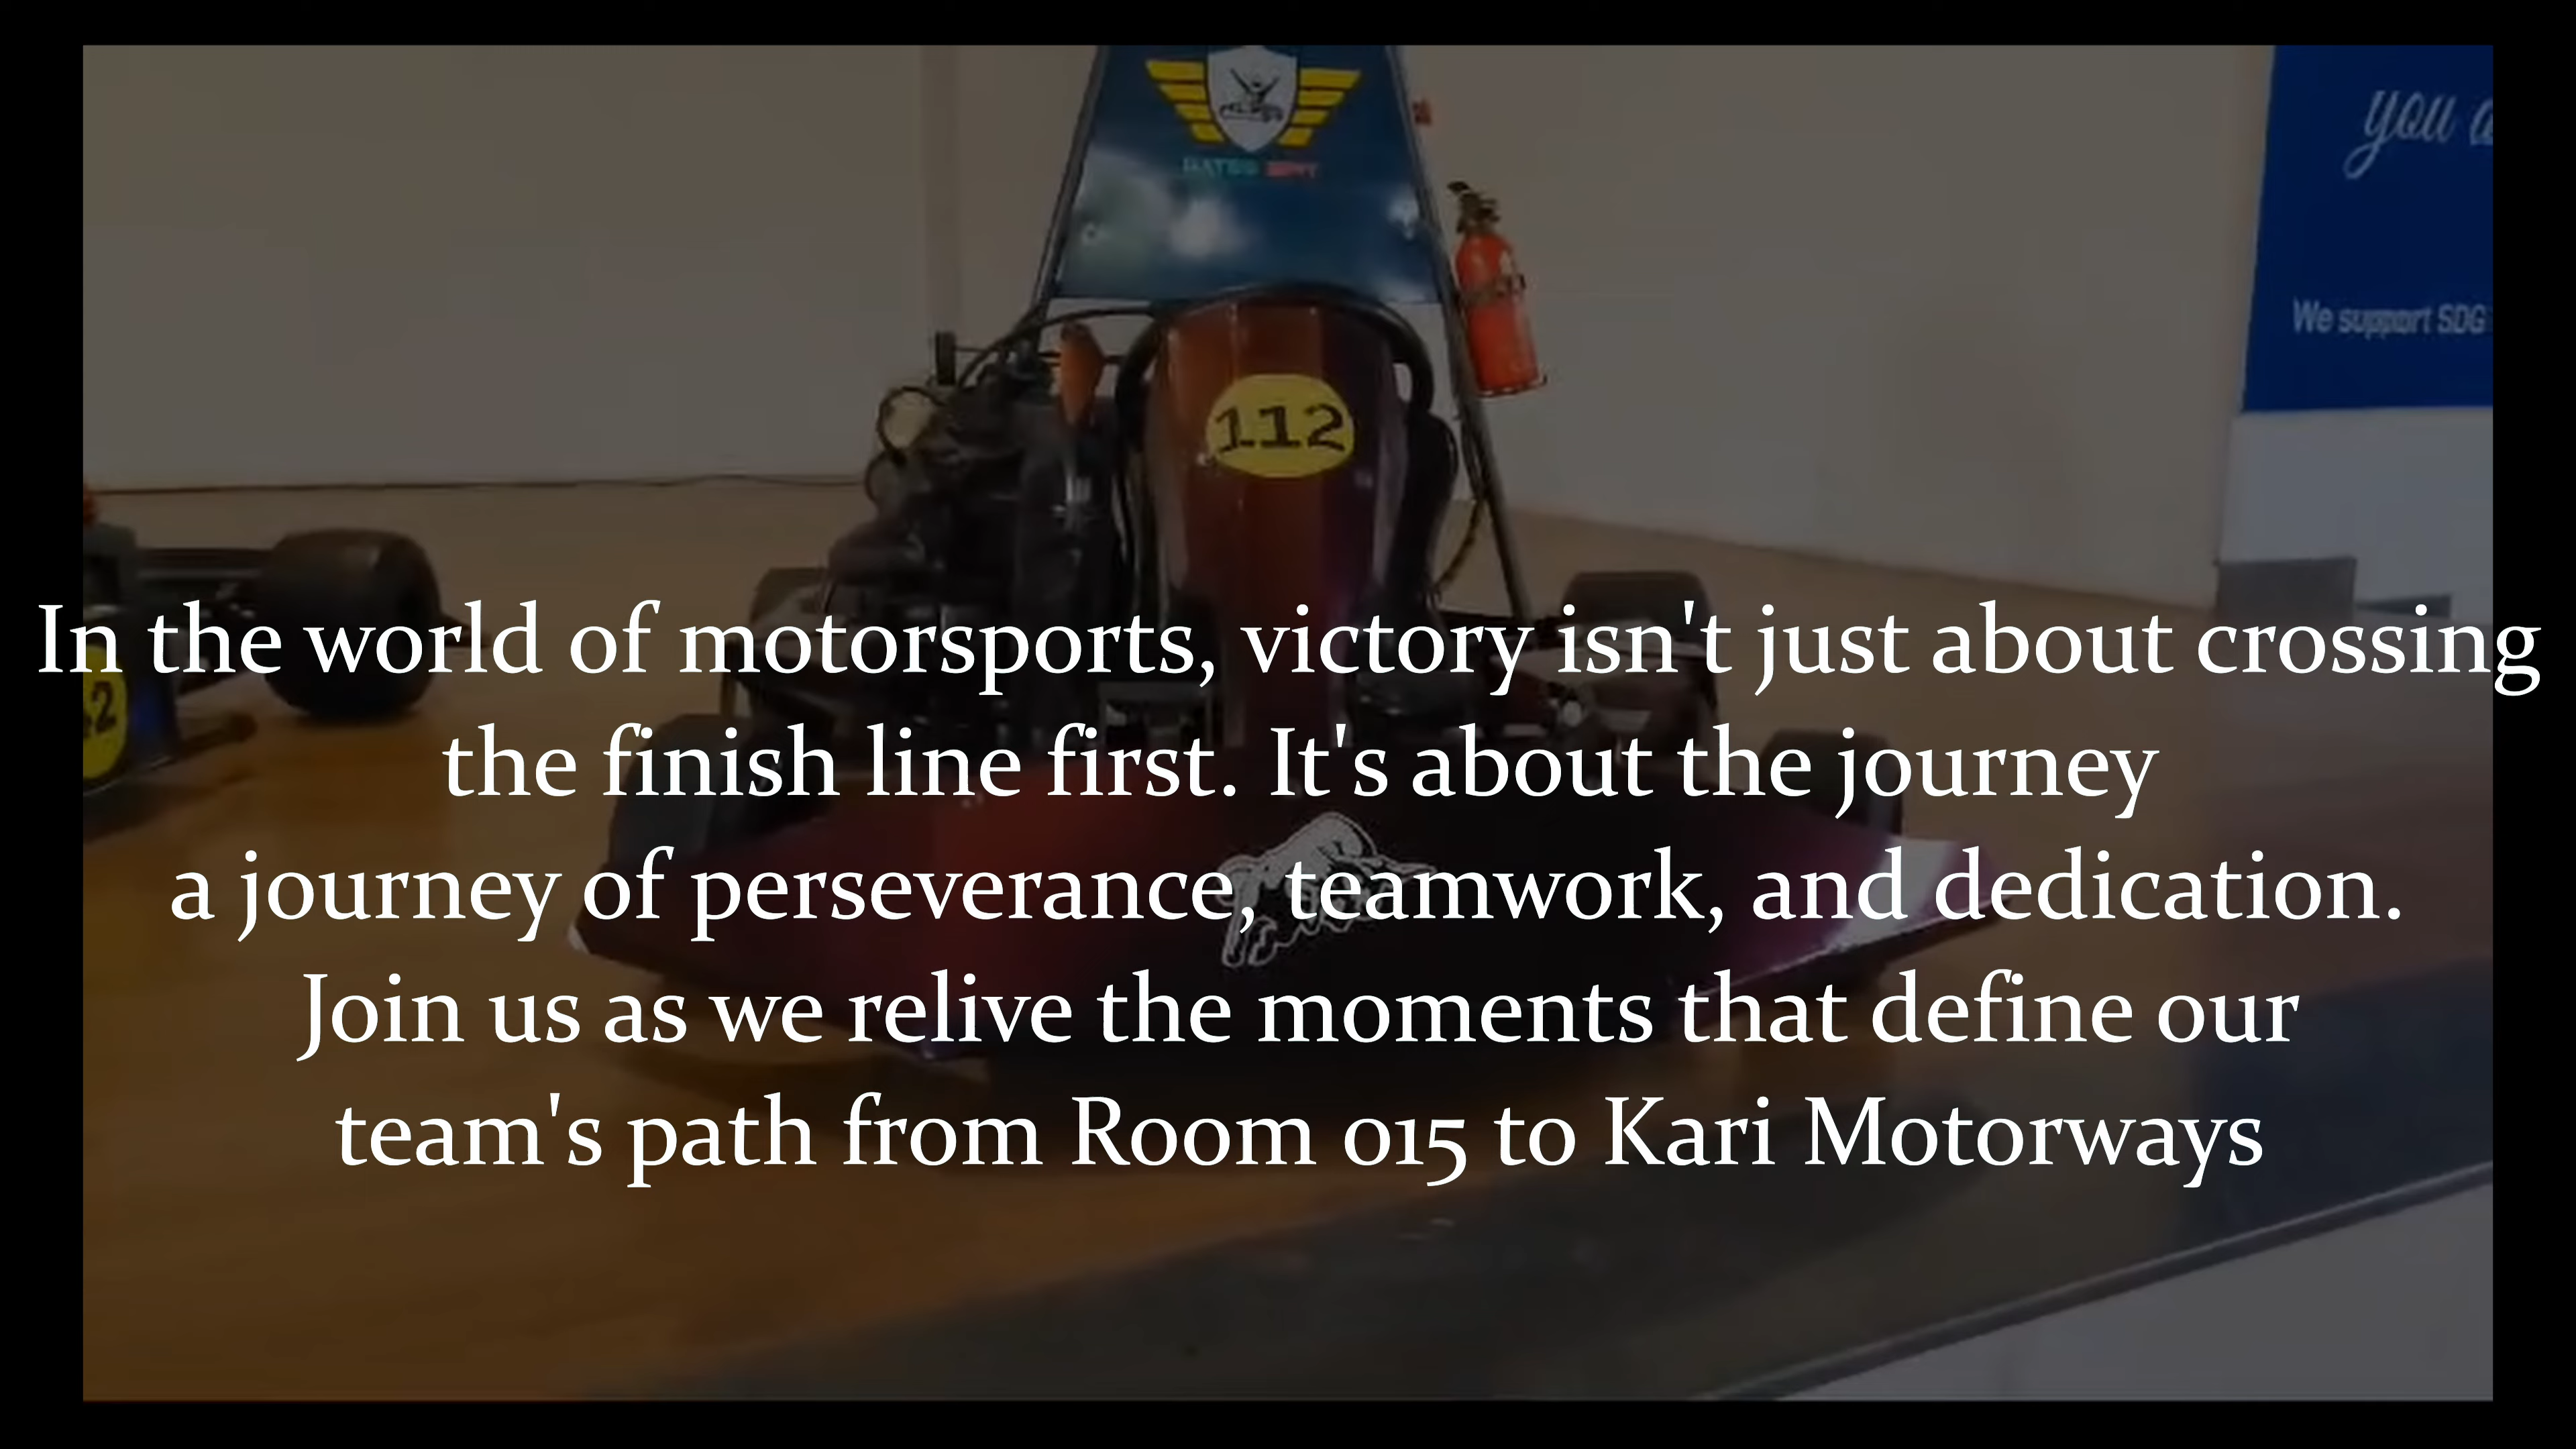 you
We support SDG
112
In the world of motorsports, victory isn't just about crossing
the finish line first. It's about the journey
a journey of perseverance, teamwork, and dedication.
Join us as we relive the moments that define our
team's path from Room 015 to Kari Motorways